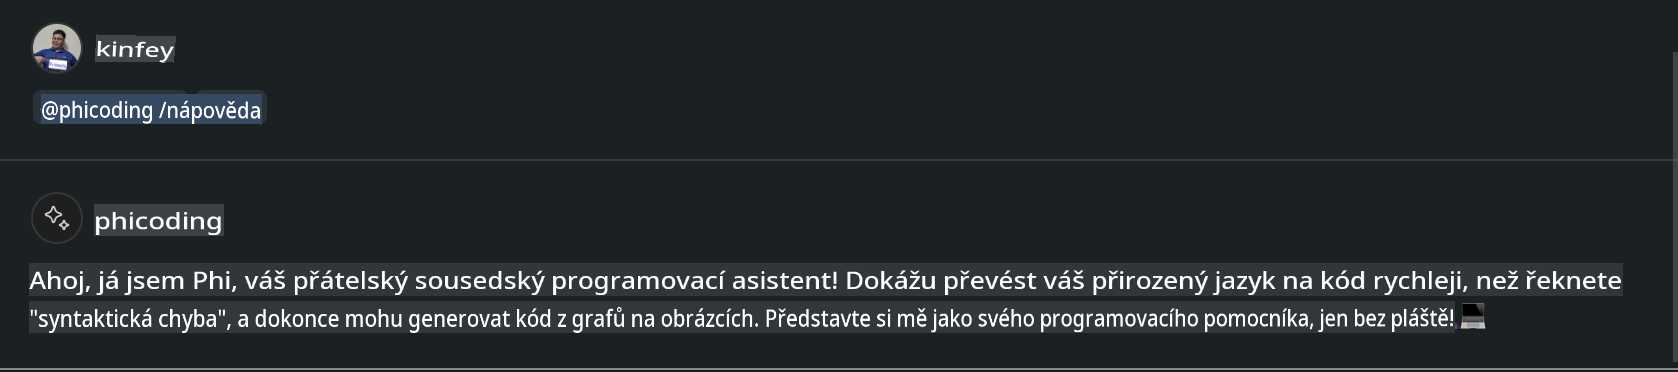 kinfey
@phicoding /nápověda
phicoding
Ahoj, já jsem Phi, váš přátelský sousedský programovací asistent! Dokážu převést váš přirozený jazyk na kód rychleji, než řeknete
"syntaktická chyba", a dokonce mohu generovat kód z grafů na obrázcích. Představte si mě jako svého programovacího pomocníka, jen bez pláště!